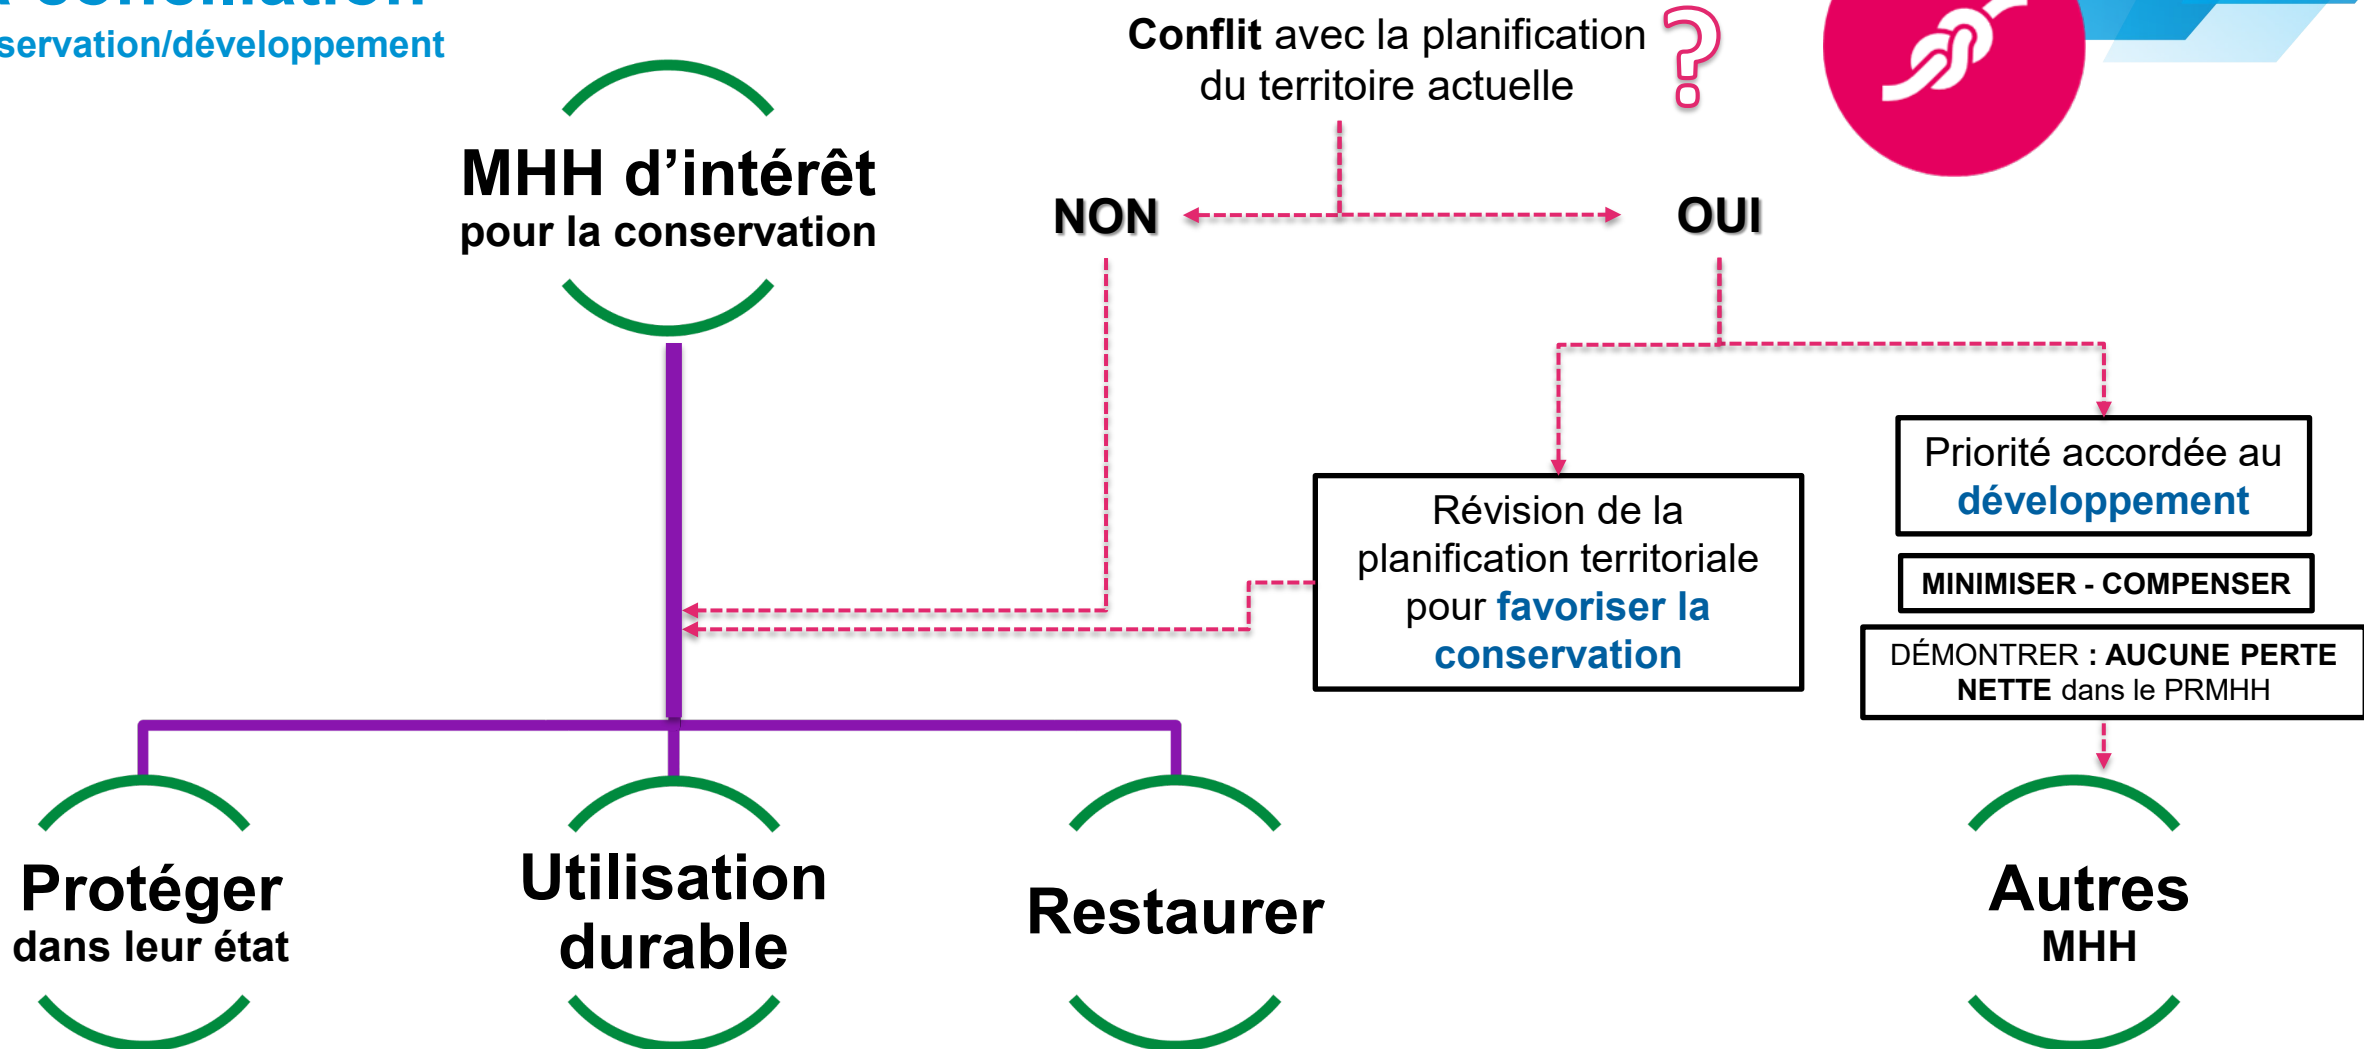 conciliation
servation/développement
Conflit avec la planification
du territoire actuelle
?
MHH d’intérêt
pour la conservation
NON
OUI
Priorité accordée au
développement
Révision de la
planification territoriale
pour favoriser la
conservation
MINIMISER - COMPENSER
DÉMONTRER : AUCUNE PERTE
NETTE dans le PRMHH
Protéger
dans leur état
Utilisation
durable
Restaurer
Autres
MHH